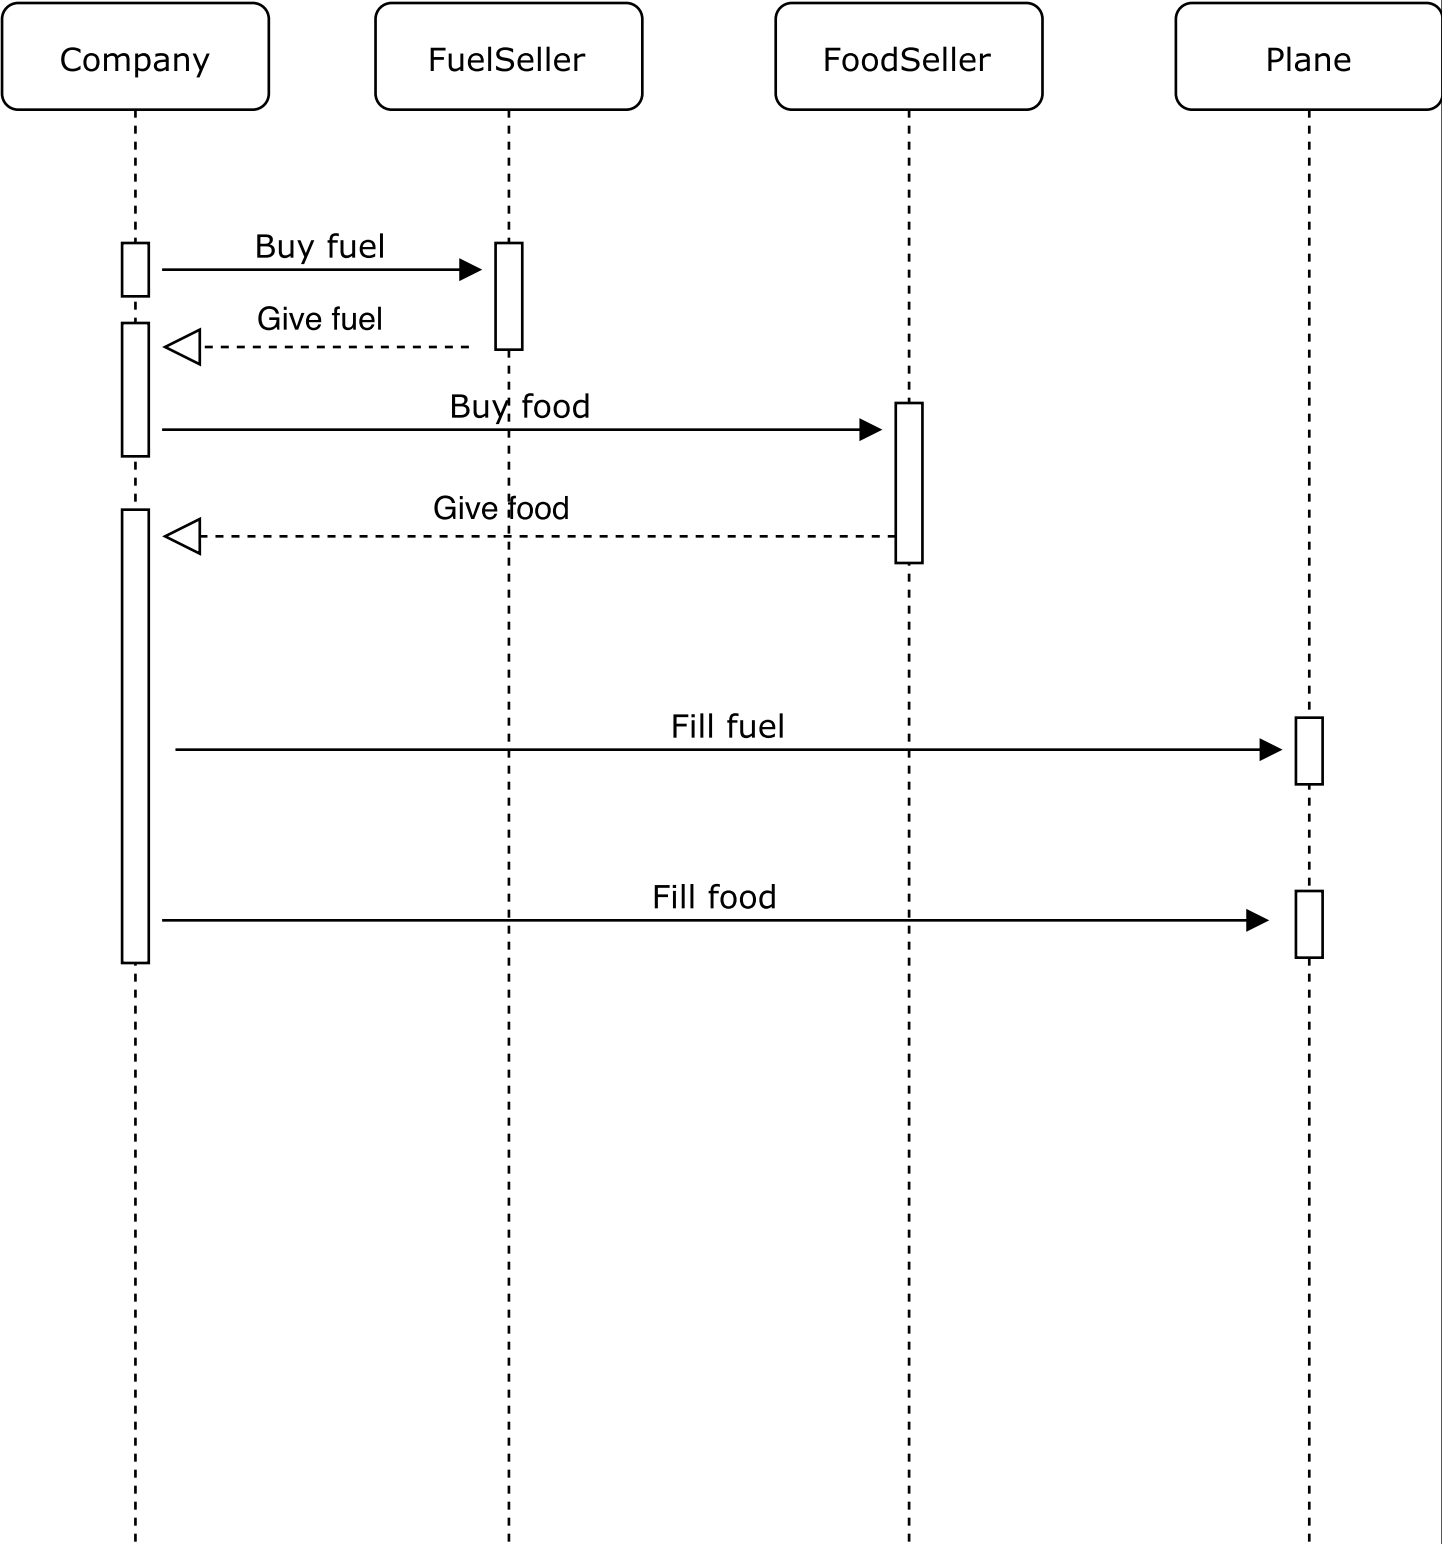 Company
FuelSeller
FoodSeller
Plane
Buy fuel
Give fuel
Buy food
Give food
Fill fuel
Fill food